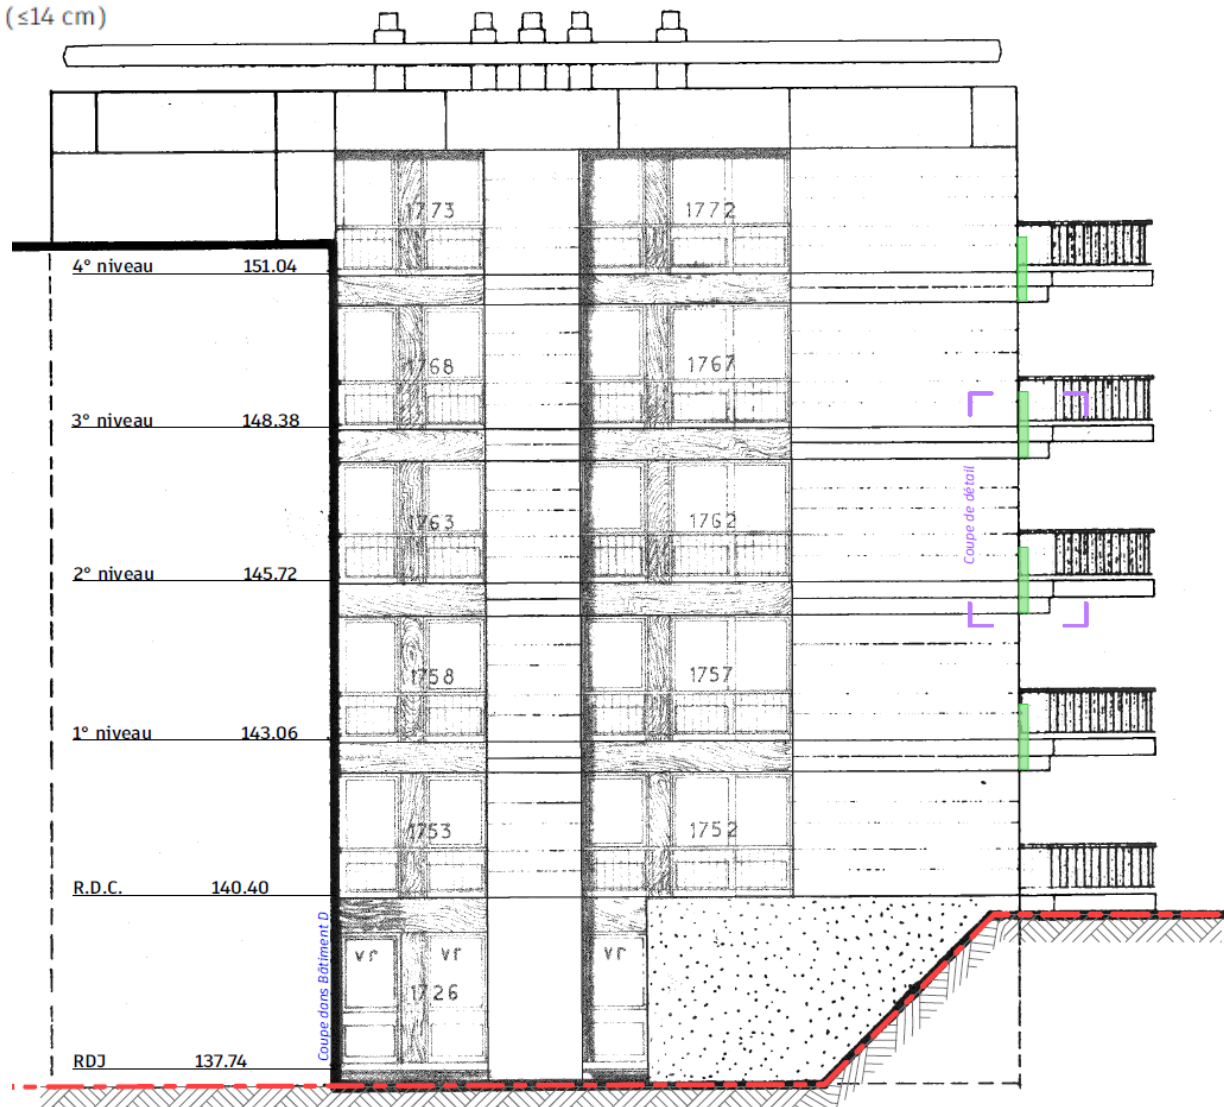 (≤14 cm)
1773 1772
4° niveau 151.04
1768 1767
3° niveau 148.38
Coupe de détail
1763 1762
2° niveau 145.72
1758 1757
1° niveau 143.06
1753 1752
R.D.C. 140.40
Coupe dans Bâtiment D
vr vr vr
1726
RDJ 137.74